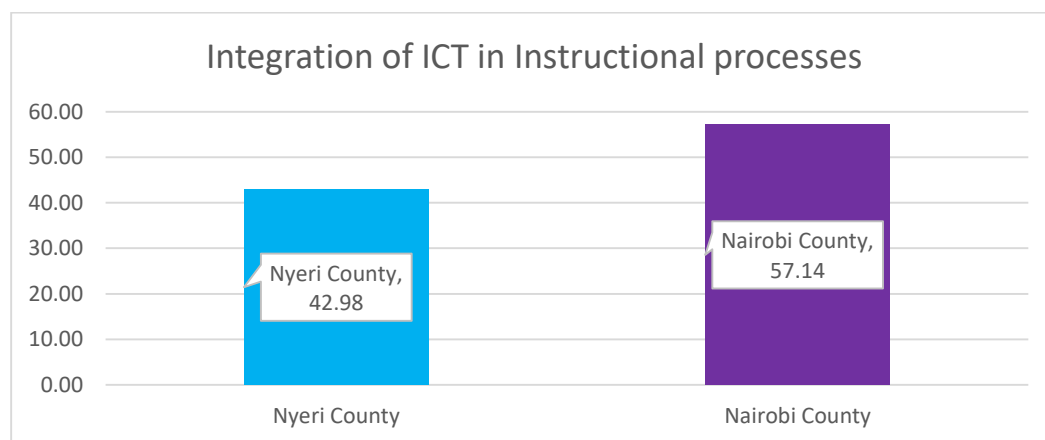 Integration of ICT in Instructional processes
60.00
50.00
40.00
30.00
20.00
10.00
0.00
Nyeri County,
42.98
Nairobi County,
57.14
Nyeri County
Nairobi County